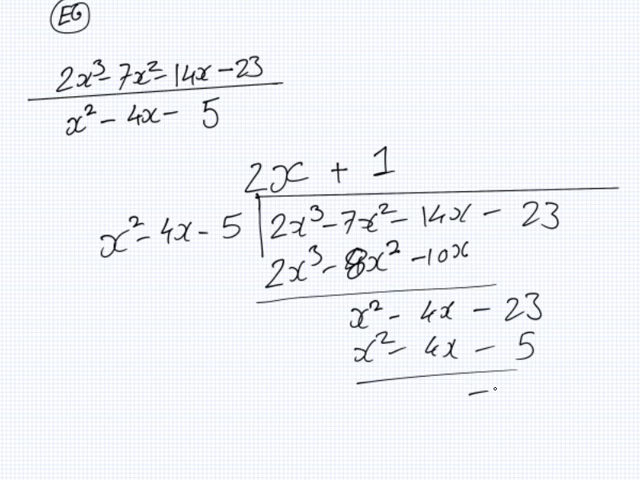 EG
2x³ - 7x² - 14x - 23
x² - 4x - 5
2x + 1
x² - 4x - 5 2x³ - 7x² - 14x - 23
2x³ - 8x² - 10x
x² - 4x - 23
x² - 4x - 5
-